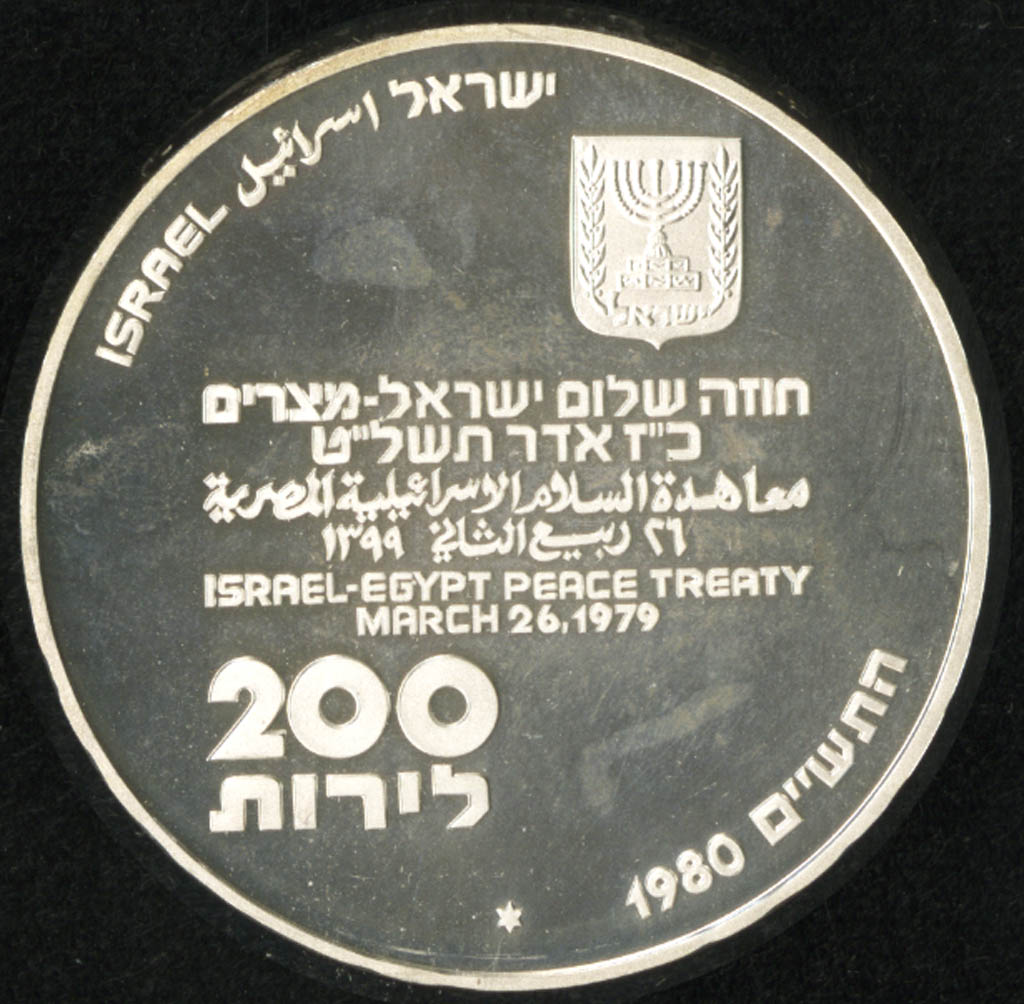 ישראל
اسرائيل
ISRAEL
ישראל
חוזה שלום ישראל-מצרים
כ"ז אדר תשל"ט
معاهدة السلام الاسرائيلية المصرية
٢٦ ربيع الثاني ١٣٩٩
ISRAEL-EGYPT PEACE TREATY
MARCH 26,1979
200
לירות
התש"ים
1980